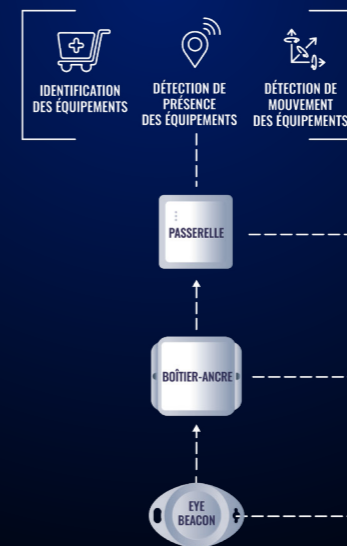 IDENTIFICATION
DES ÉQUIPEMENTS
DÉTECTION DE
PRÉSENCE
DES ÉQUIPEMENTS
DÉTECTION DE
MOUVEMENT
DES ÉQUIPEMENTS
PASSERELLE
BOÎTIER-ANCRE
EYE
BEACON